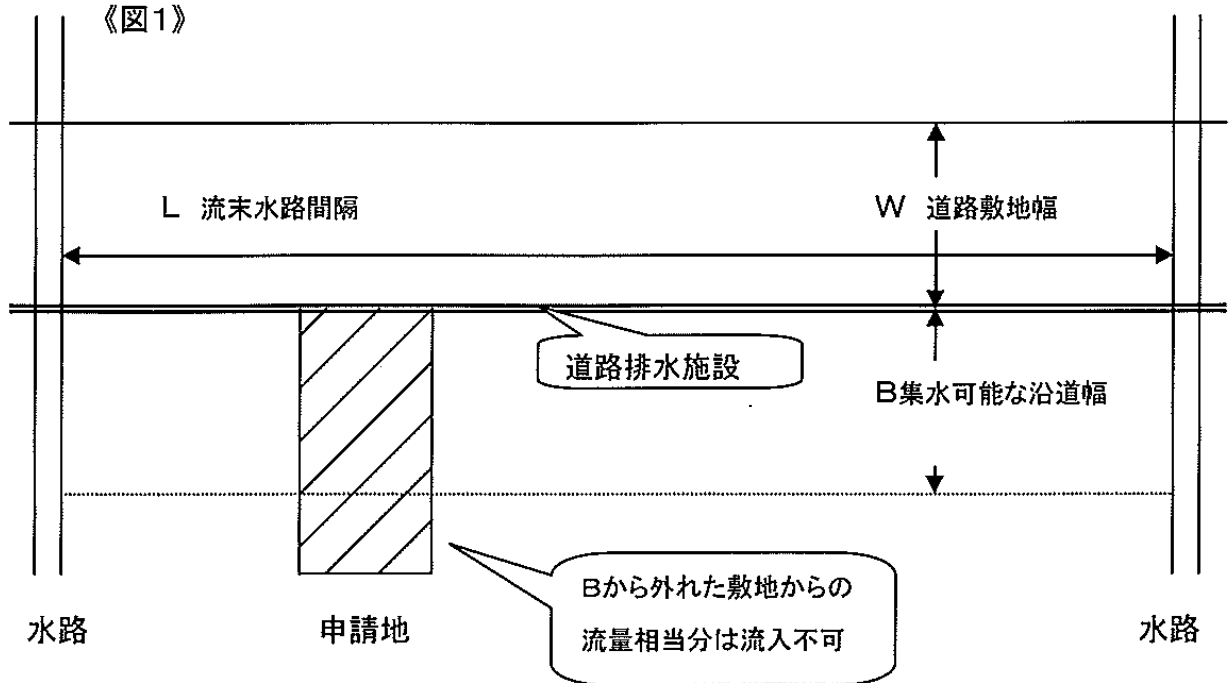 《図1》
L 流末水路間隔
W 道路敷地幅
道路排水施設
B集水可能な沿道幅
Bから外れた敷地からの
流量相当分は流入不可
水路
申請地
水路